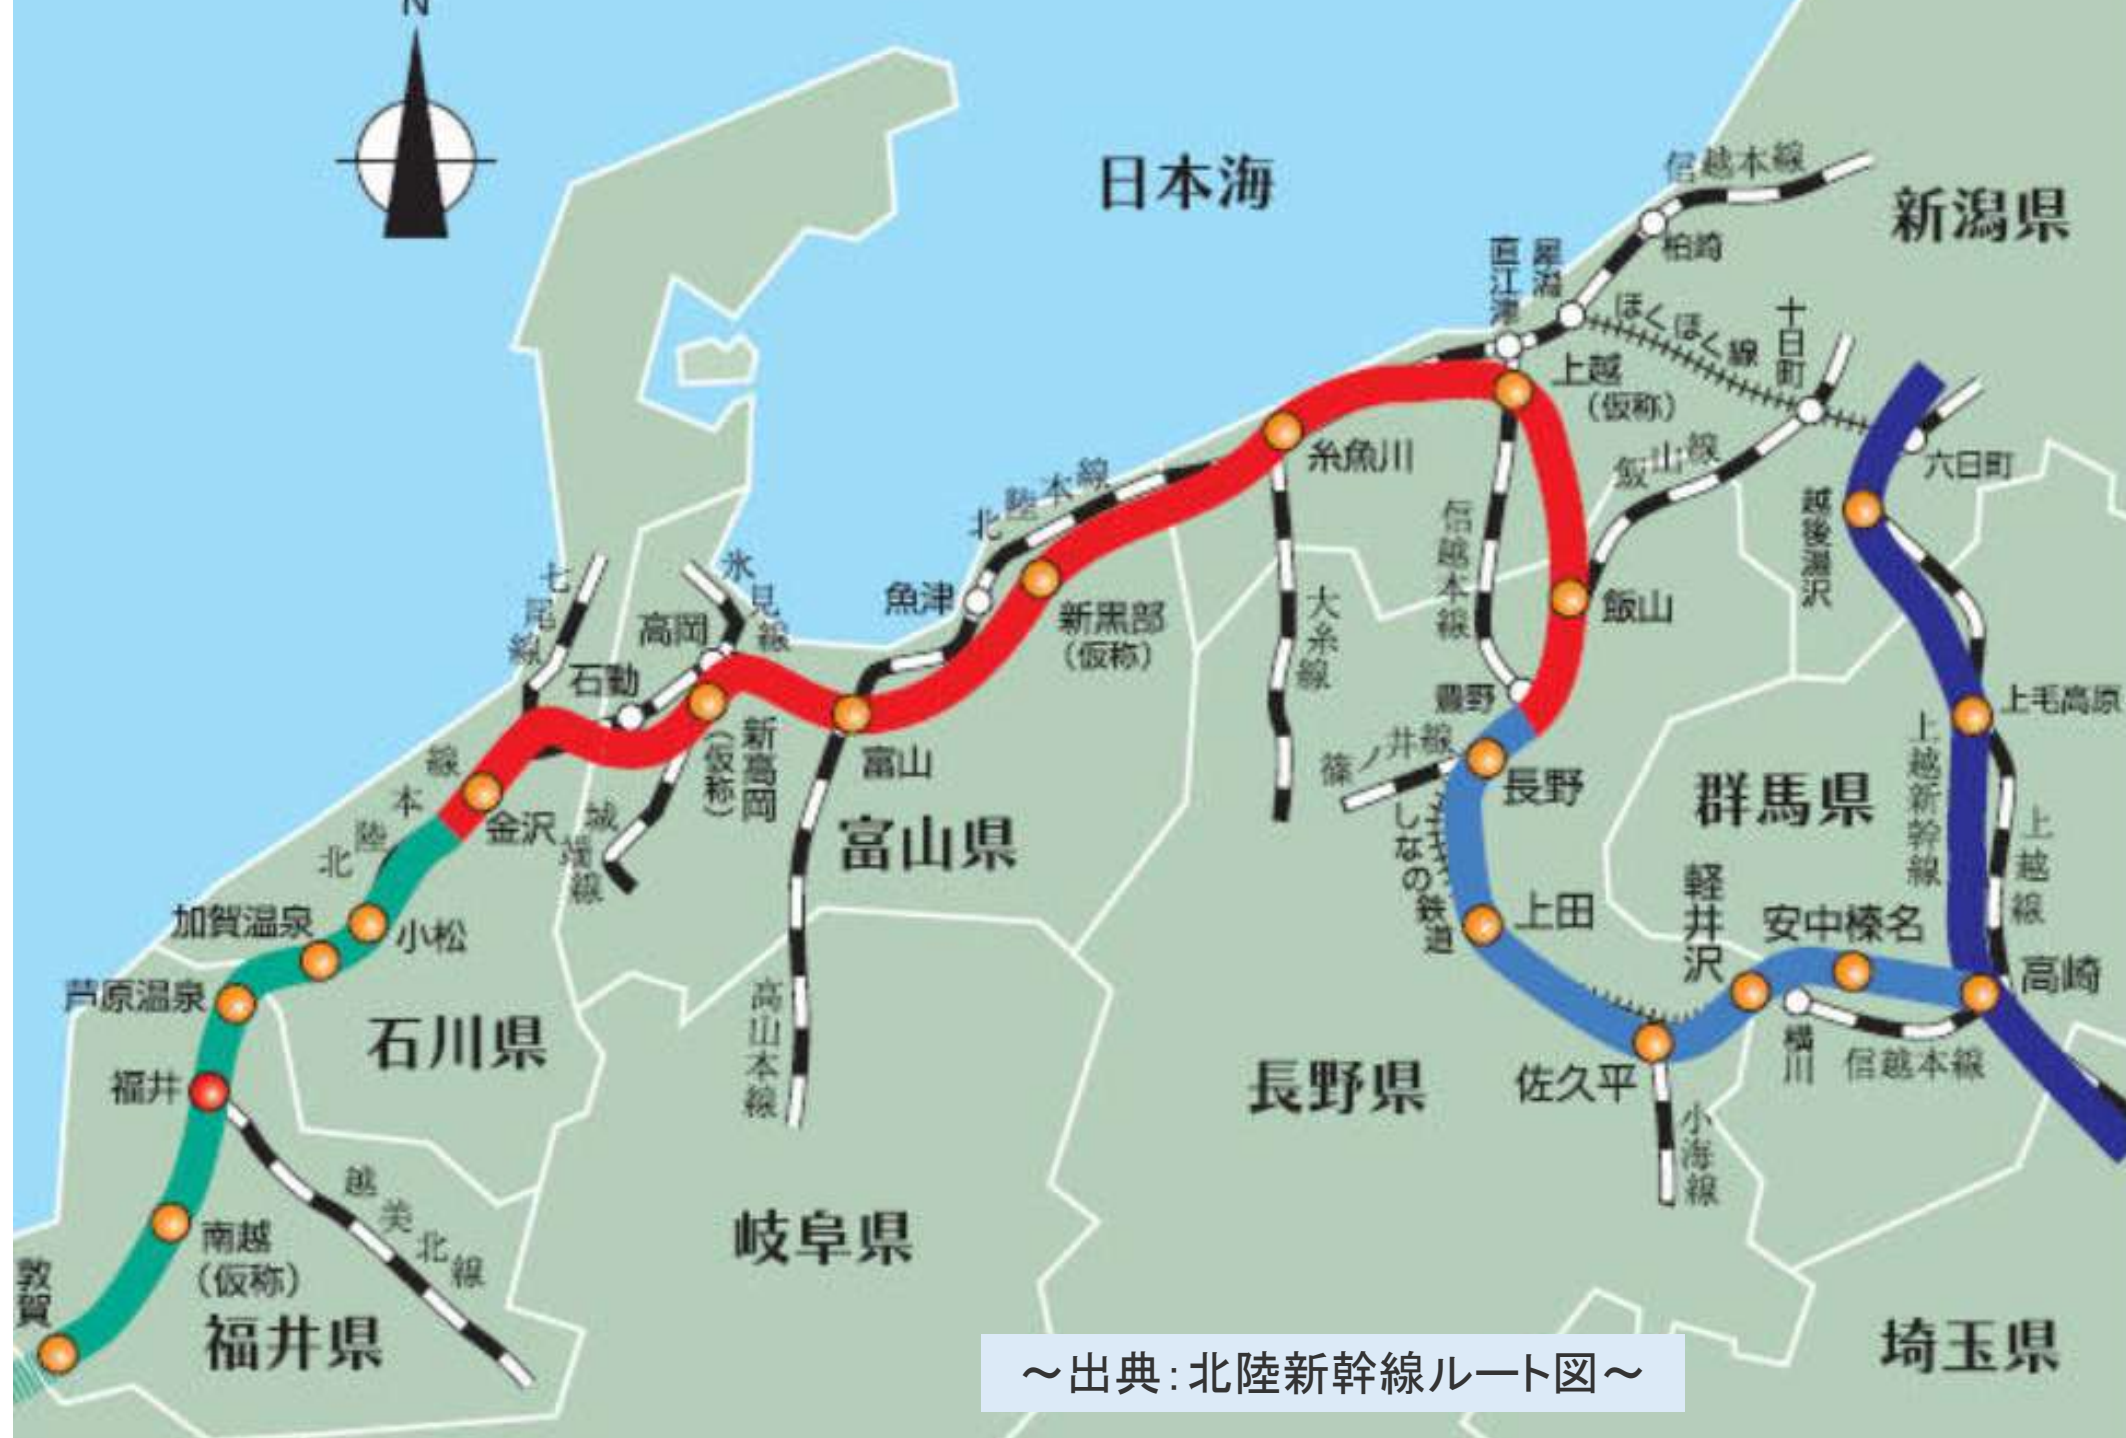 N
日本海
信越本線
新潟県
柏崎
犀潟
直江津
ほくほく線
十日町
上越
(仮称)
六日町
糸魚川
飯山線
北陸本線
越後湯沢
信越本線
大糸線
飯山
魚津
新黒部
(仮称)
氷見線
高岡
七尾線
石動
豊野
上毛高原
篠ノ井線
新高岡
(仮称)
富山
上越新幹線
長野
群馬県
金沢
城端線
富山県
しなの鉄道
上越線
北陸本線
軽井沢
上田
安中榛名
加賀温泉
小松
高崎
芦原温泉
高山本線
石川県
横川
信越本線
福井
長野県
佐久平
小海線
越美北線
岐阜県
南越
(仮称)
敦賀
福井県
埼玉県
～出典：北陸新幹線ルート図～